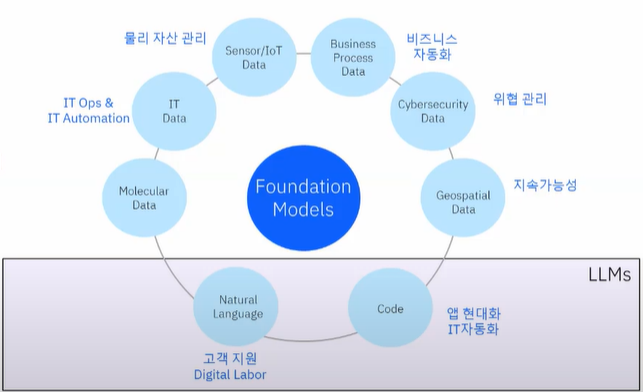 물리 자산 관리
Sensor/IoT
Data
Business
Process
Data
비즈니스
자동화
IT Ops &
IT Automation
IT
Data
Cybersecurity
Data
위협 관리
Molecular
Data
Foundation
Models
Geospatial
Data
지속가능성
LLMs
Natural
Language
Code
앱 현대화
IT자동화
고객 지원
Digital Labor